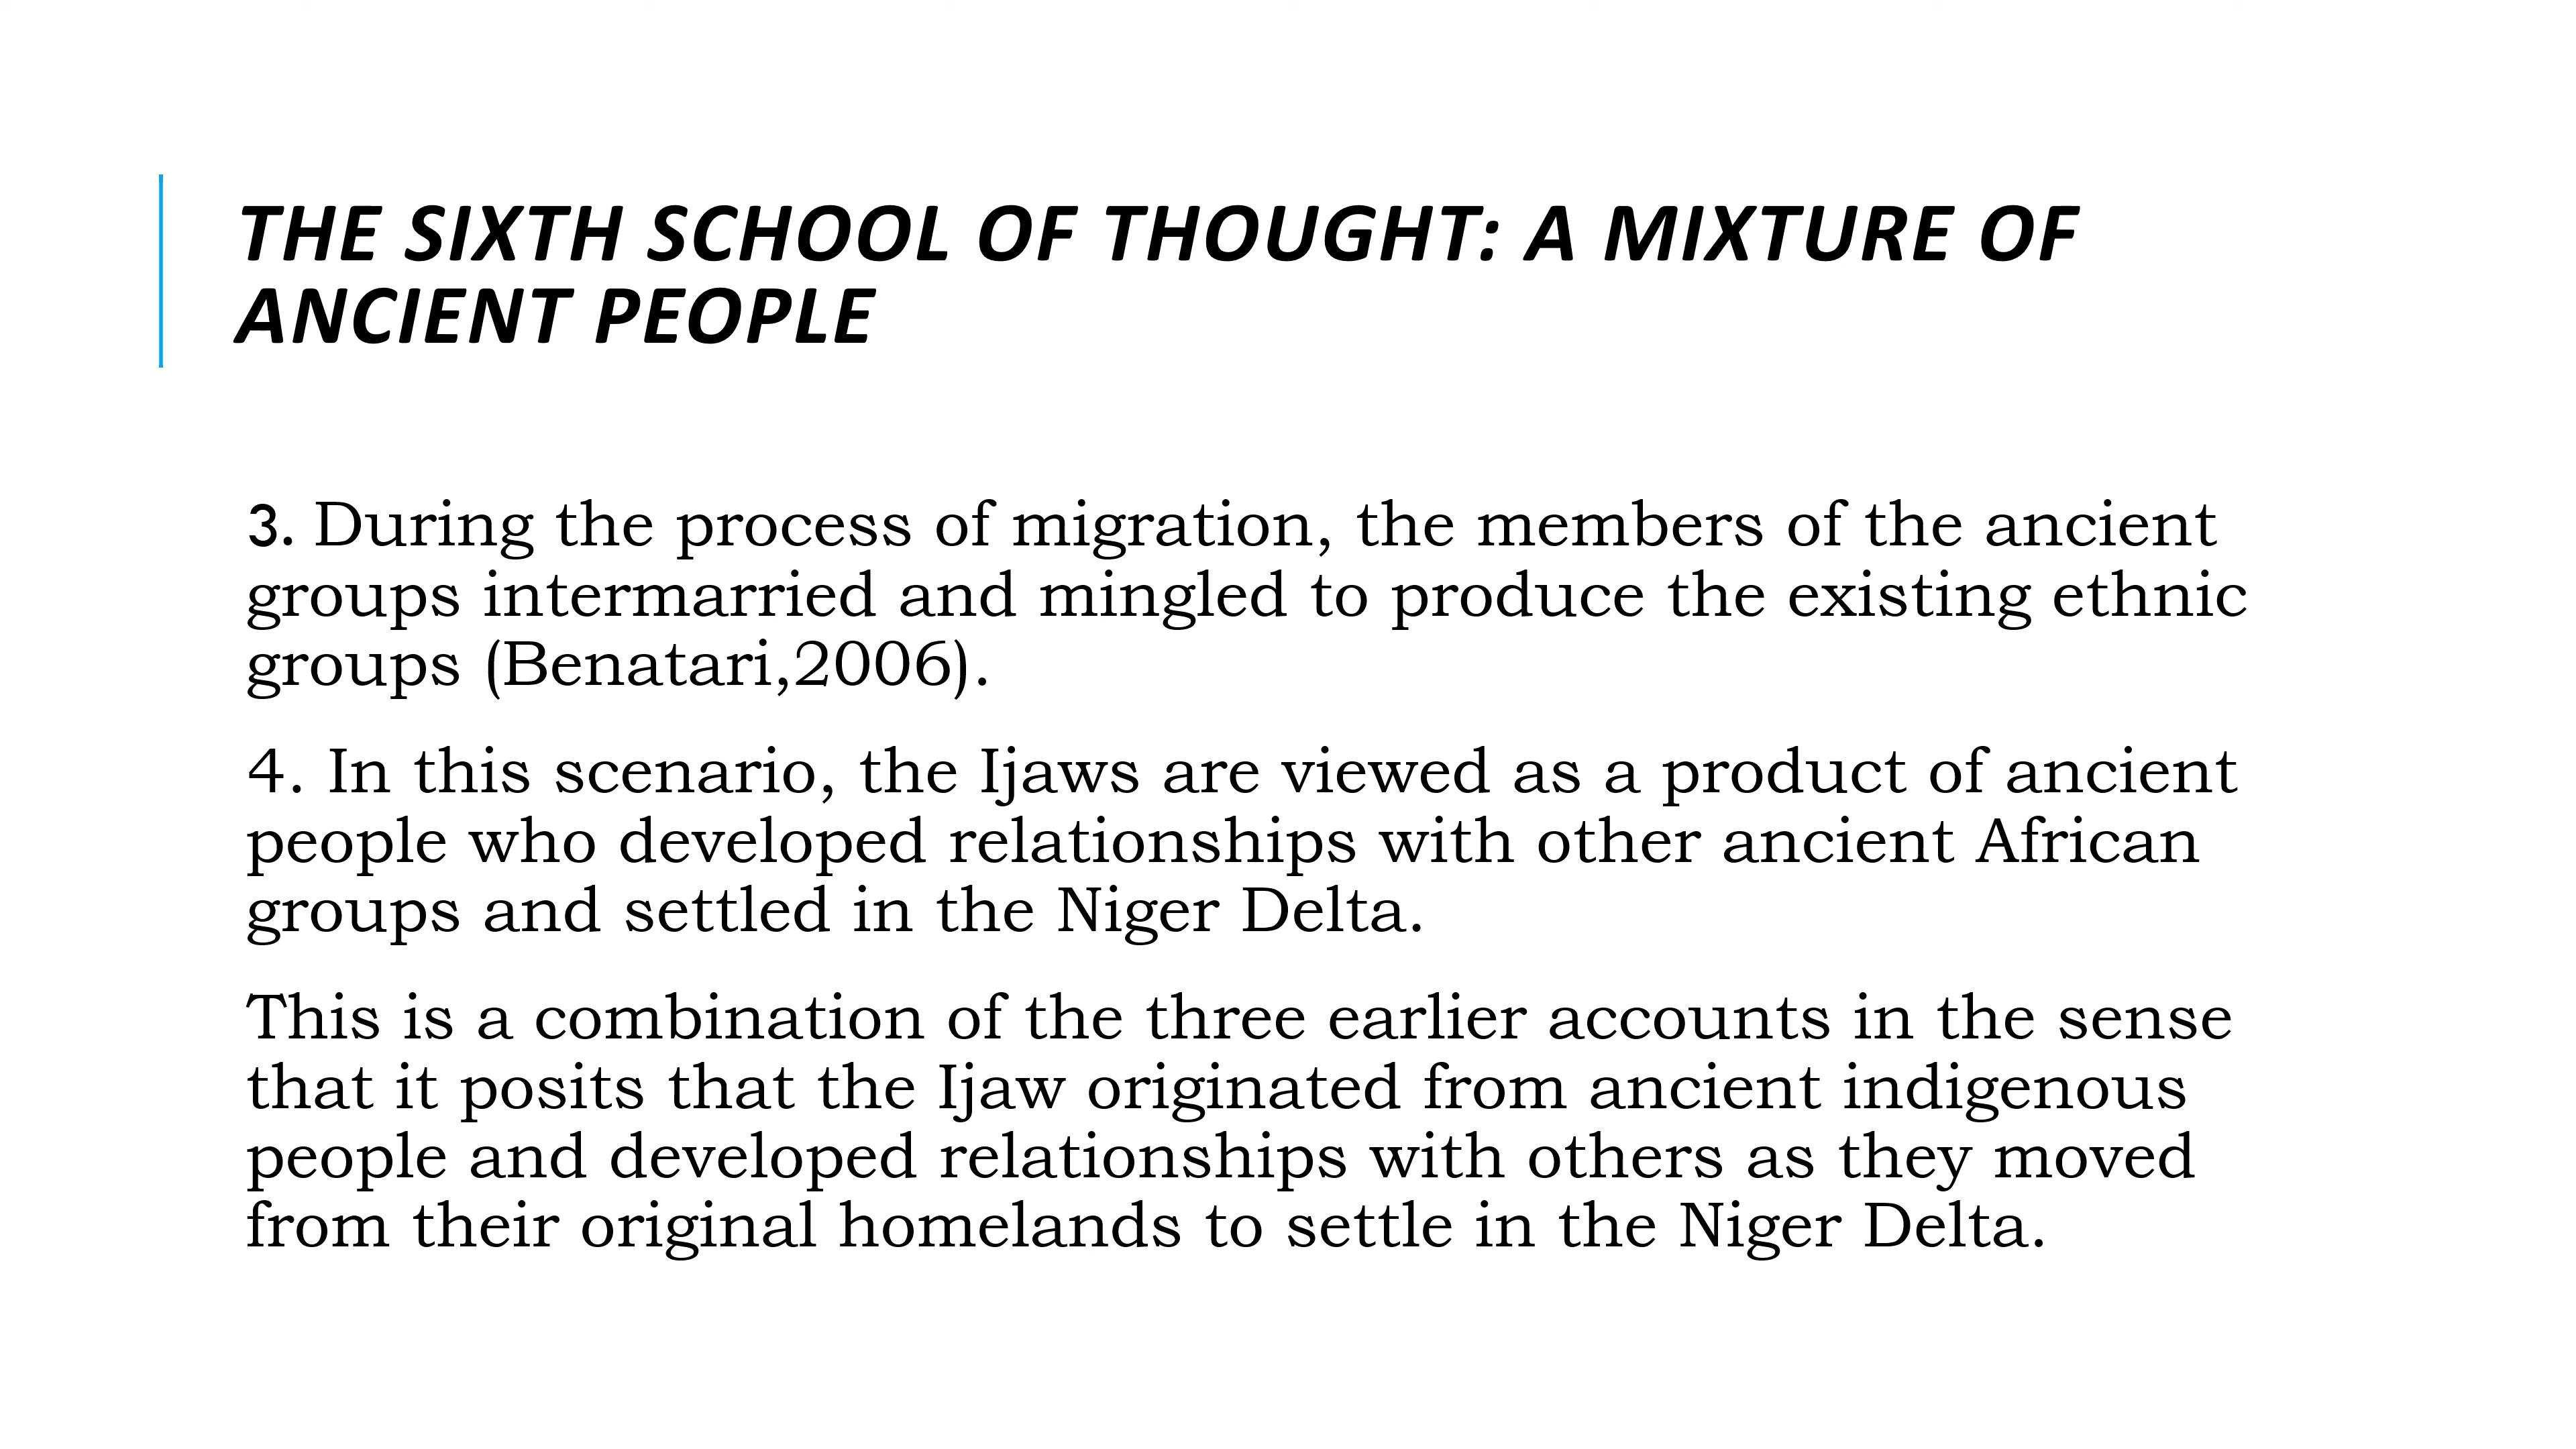 THE SIXTH SCHOOL OF THOUGHT: A MIXTURE OF
ANCIENT PEOPLE
3. During the process of migration, the members of the ancient
groups intermarried and mingled to produce the existing ethnic
groups (Benatari,2006).
4. In this scenario, the Ijaws are viewed as a product of ancient
people who developed relationships with other ancient African
groups and settled in the Niger Delta.
This is a combination of the three earlier accounts in the sense
that it posits that the Ijaw originated from ancient indigenous
people and developed relationships with others as they moved
from their original homelands to settle in the Niger Delta.